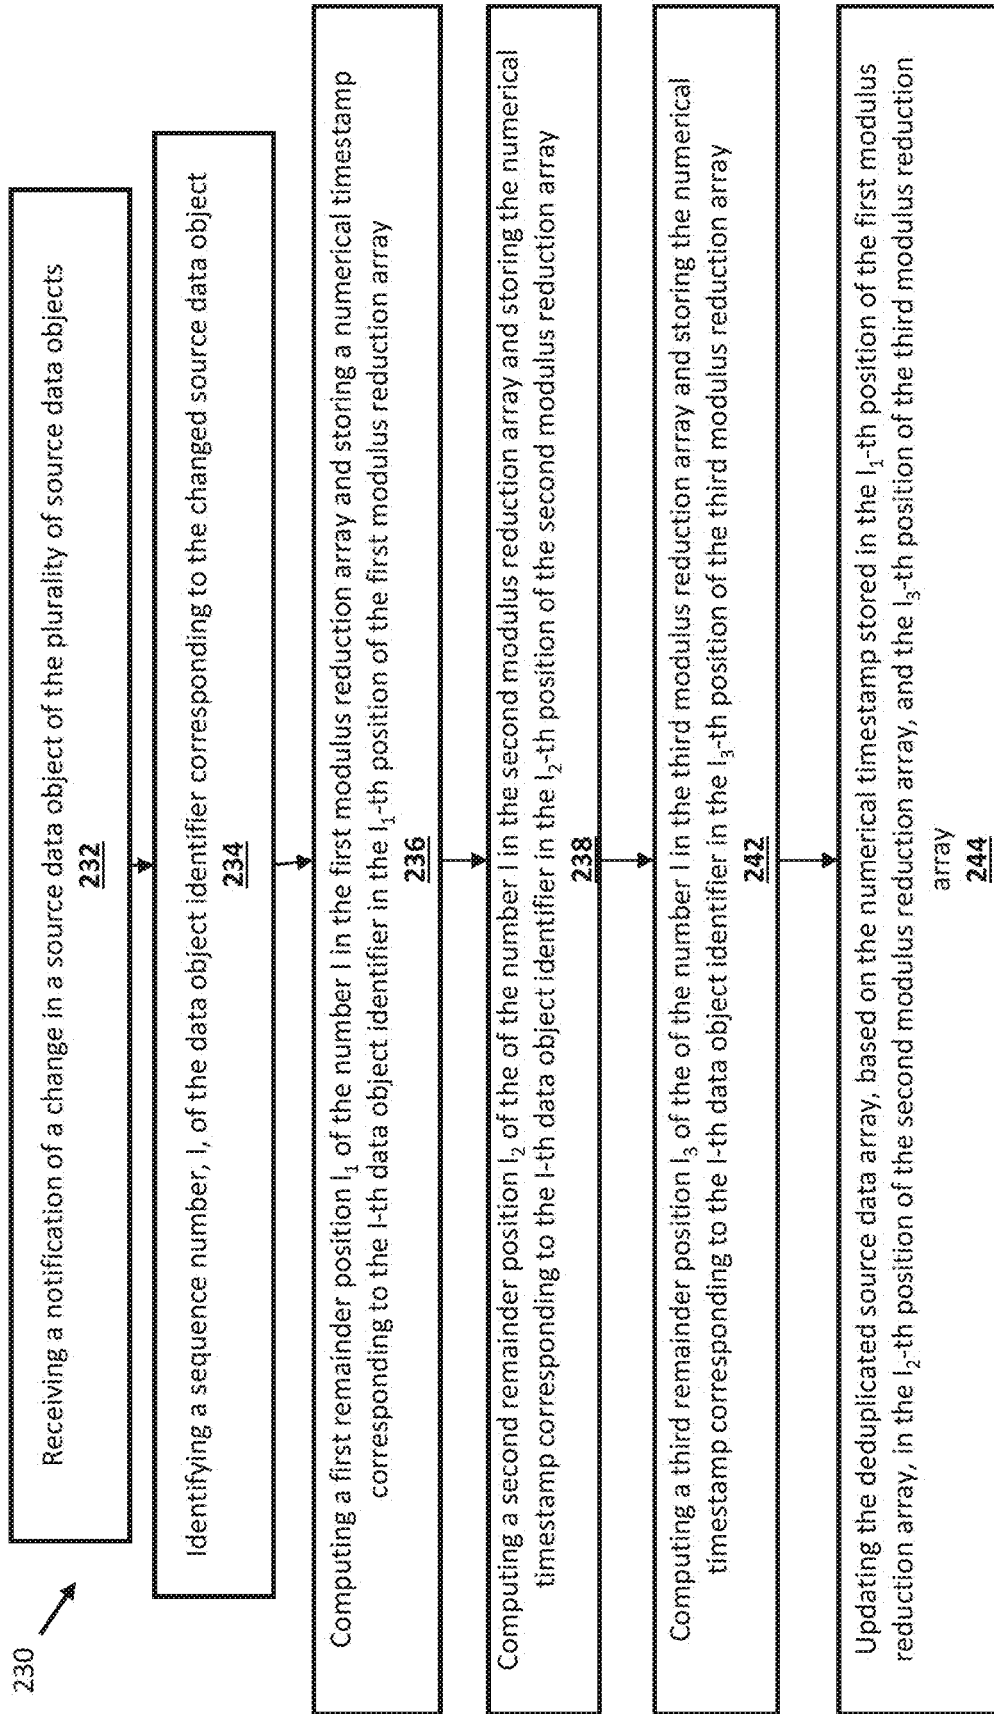 230
Receiving a notification of a change in a source data object of the plurality of source data objects
232
Identifying a sequence number, I, of the data object identifier corresponding to the changed source data object
234
Computing a first remainder position I₁ of the number I in the first modulus reduction array and storing a numerical timestamp
corresponding to the I-th data object identifier in the I₁-th position of the first modulus reduction array
236
Computing a second remainder position I₂ of the of the number I in the second modulus reduction array and storing the numerical
timestamp corresponding to the I-th data object identifier in the I₂-th position of the second modulus reduction array
238
Computing a third remainder position I₃ of the of the number I in the third modulus reduction array and storing the numerical
timestamp corresponding to the I-th data object identifier in the I₃-th position of the third modulus reduction array
242
Updating the deduplicated source data array, based on the numerical timestamp stored in the I₁-th position of the first modulus
reduction array, in the I₂-th position of the second modulus reduction array, and the I₃-th position of the third modulus reduction
array
244